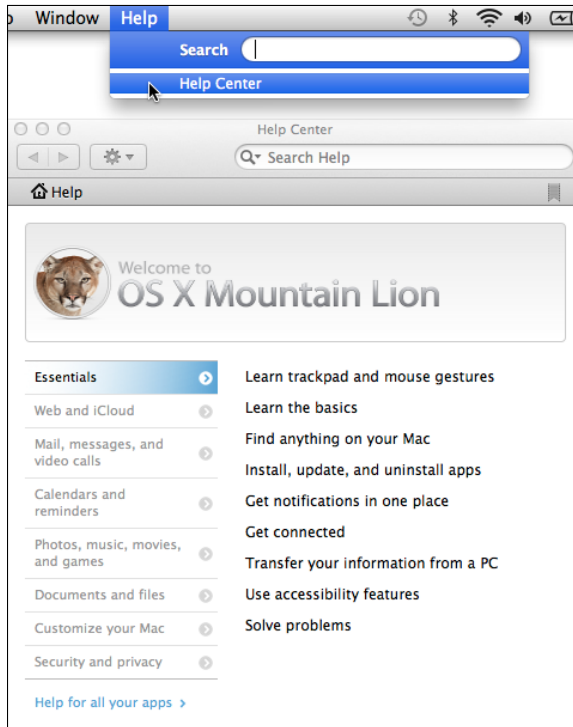 Window Help
Search
Help Center
Help Center
Search Help
Help
Welcome to
OS X Mountain Lion
Essentials
Web and iCloud
Mail, messages, and
video calls
Calendars and
reminders
Photos, music, movies,
and games
Documents and files
Customize your Mac
Security and privacy
Help for all your apps >
Learn trackpad and mouse gestures
Learn the basics
Find anything on your Mac
Install, update, and uninstall apps
Get notifications in one place
Get connected
Transfer your information from a PC
Use accessibility features
Solve problems